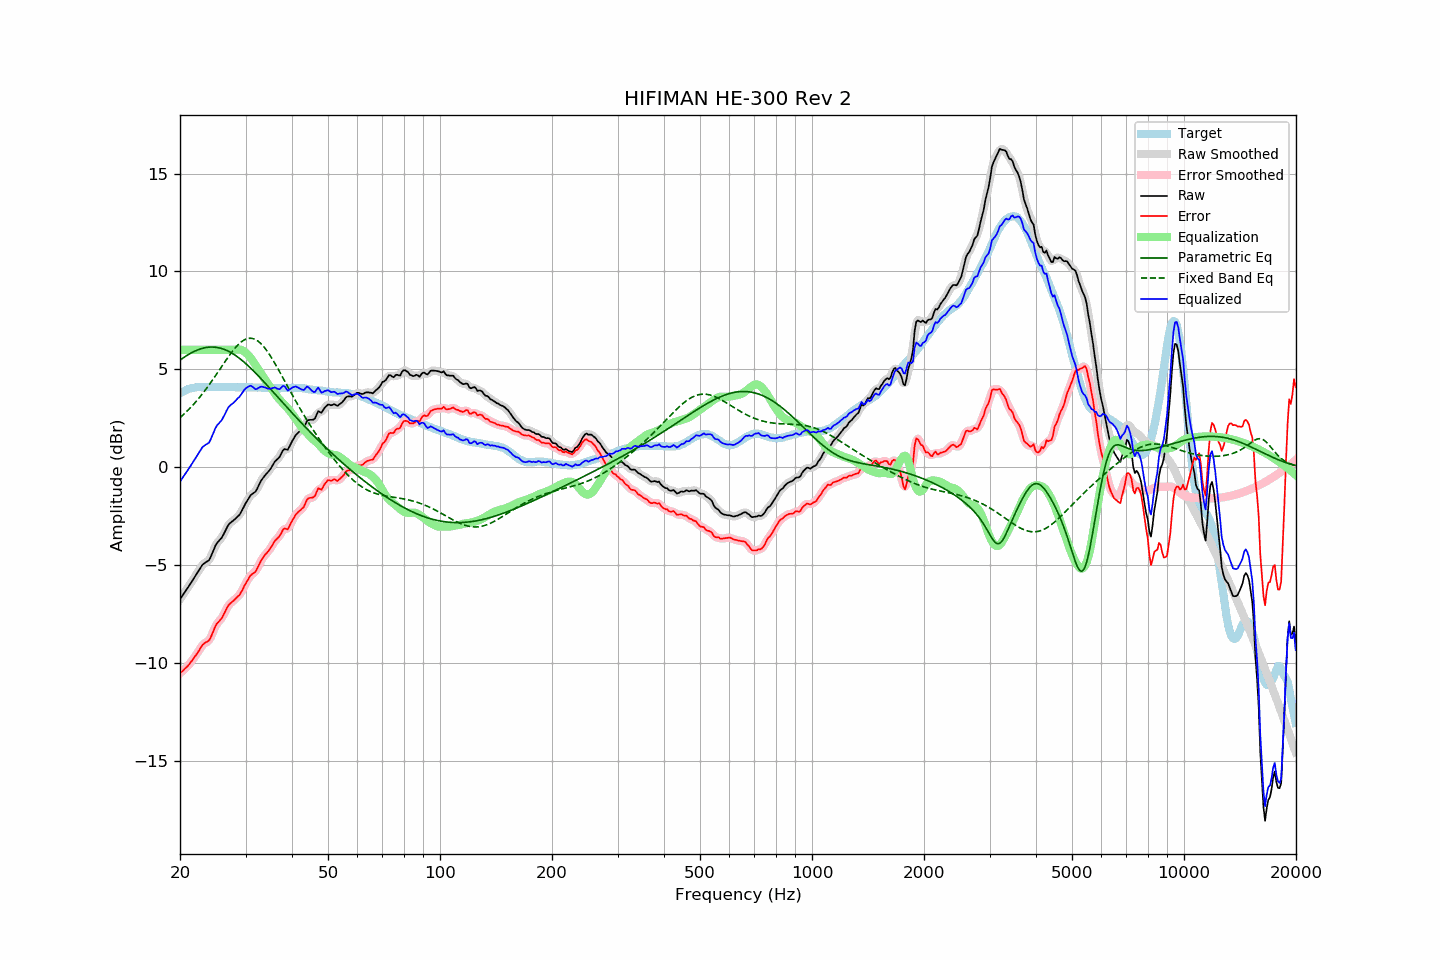 HIFIMAN HE-300 Rev 2
Target
Raw Smoothed
Error Smoothed
Raw
Error
Equalization
Parametric Eq
Fixed Band Eq
Equalized
15
10
5
0
−5
−10
−15
Amplitude (dBr)
20
50
100
200
500
1000
2000
5000
10000
20000
Frequency (Hz)